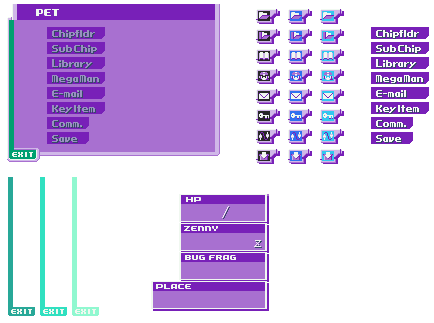 PET
Chipfldr
SubChip
Library
MegaMan
E-mail
KeyItem
Comm.
Save
EXIT
Chipfldr
SubChip
Library
MegaMan
E-mail
KeyItem
Comm.
Save
EXIT
EXIT
EXIT
HP
/
ZENNY
Z
BUG FRAG
PLACE